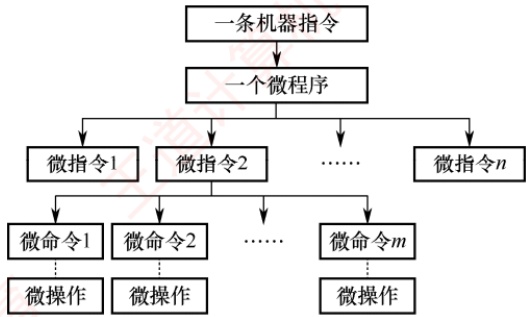 一条机器指令
一个微程序
微指令1 微指令2 …… 微指令n
微命令1 微命令2 …… 微命令m
微操作 微操作 微操作